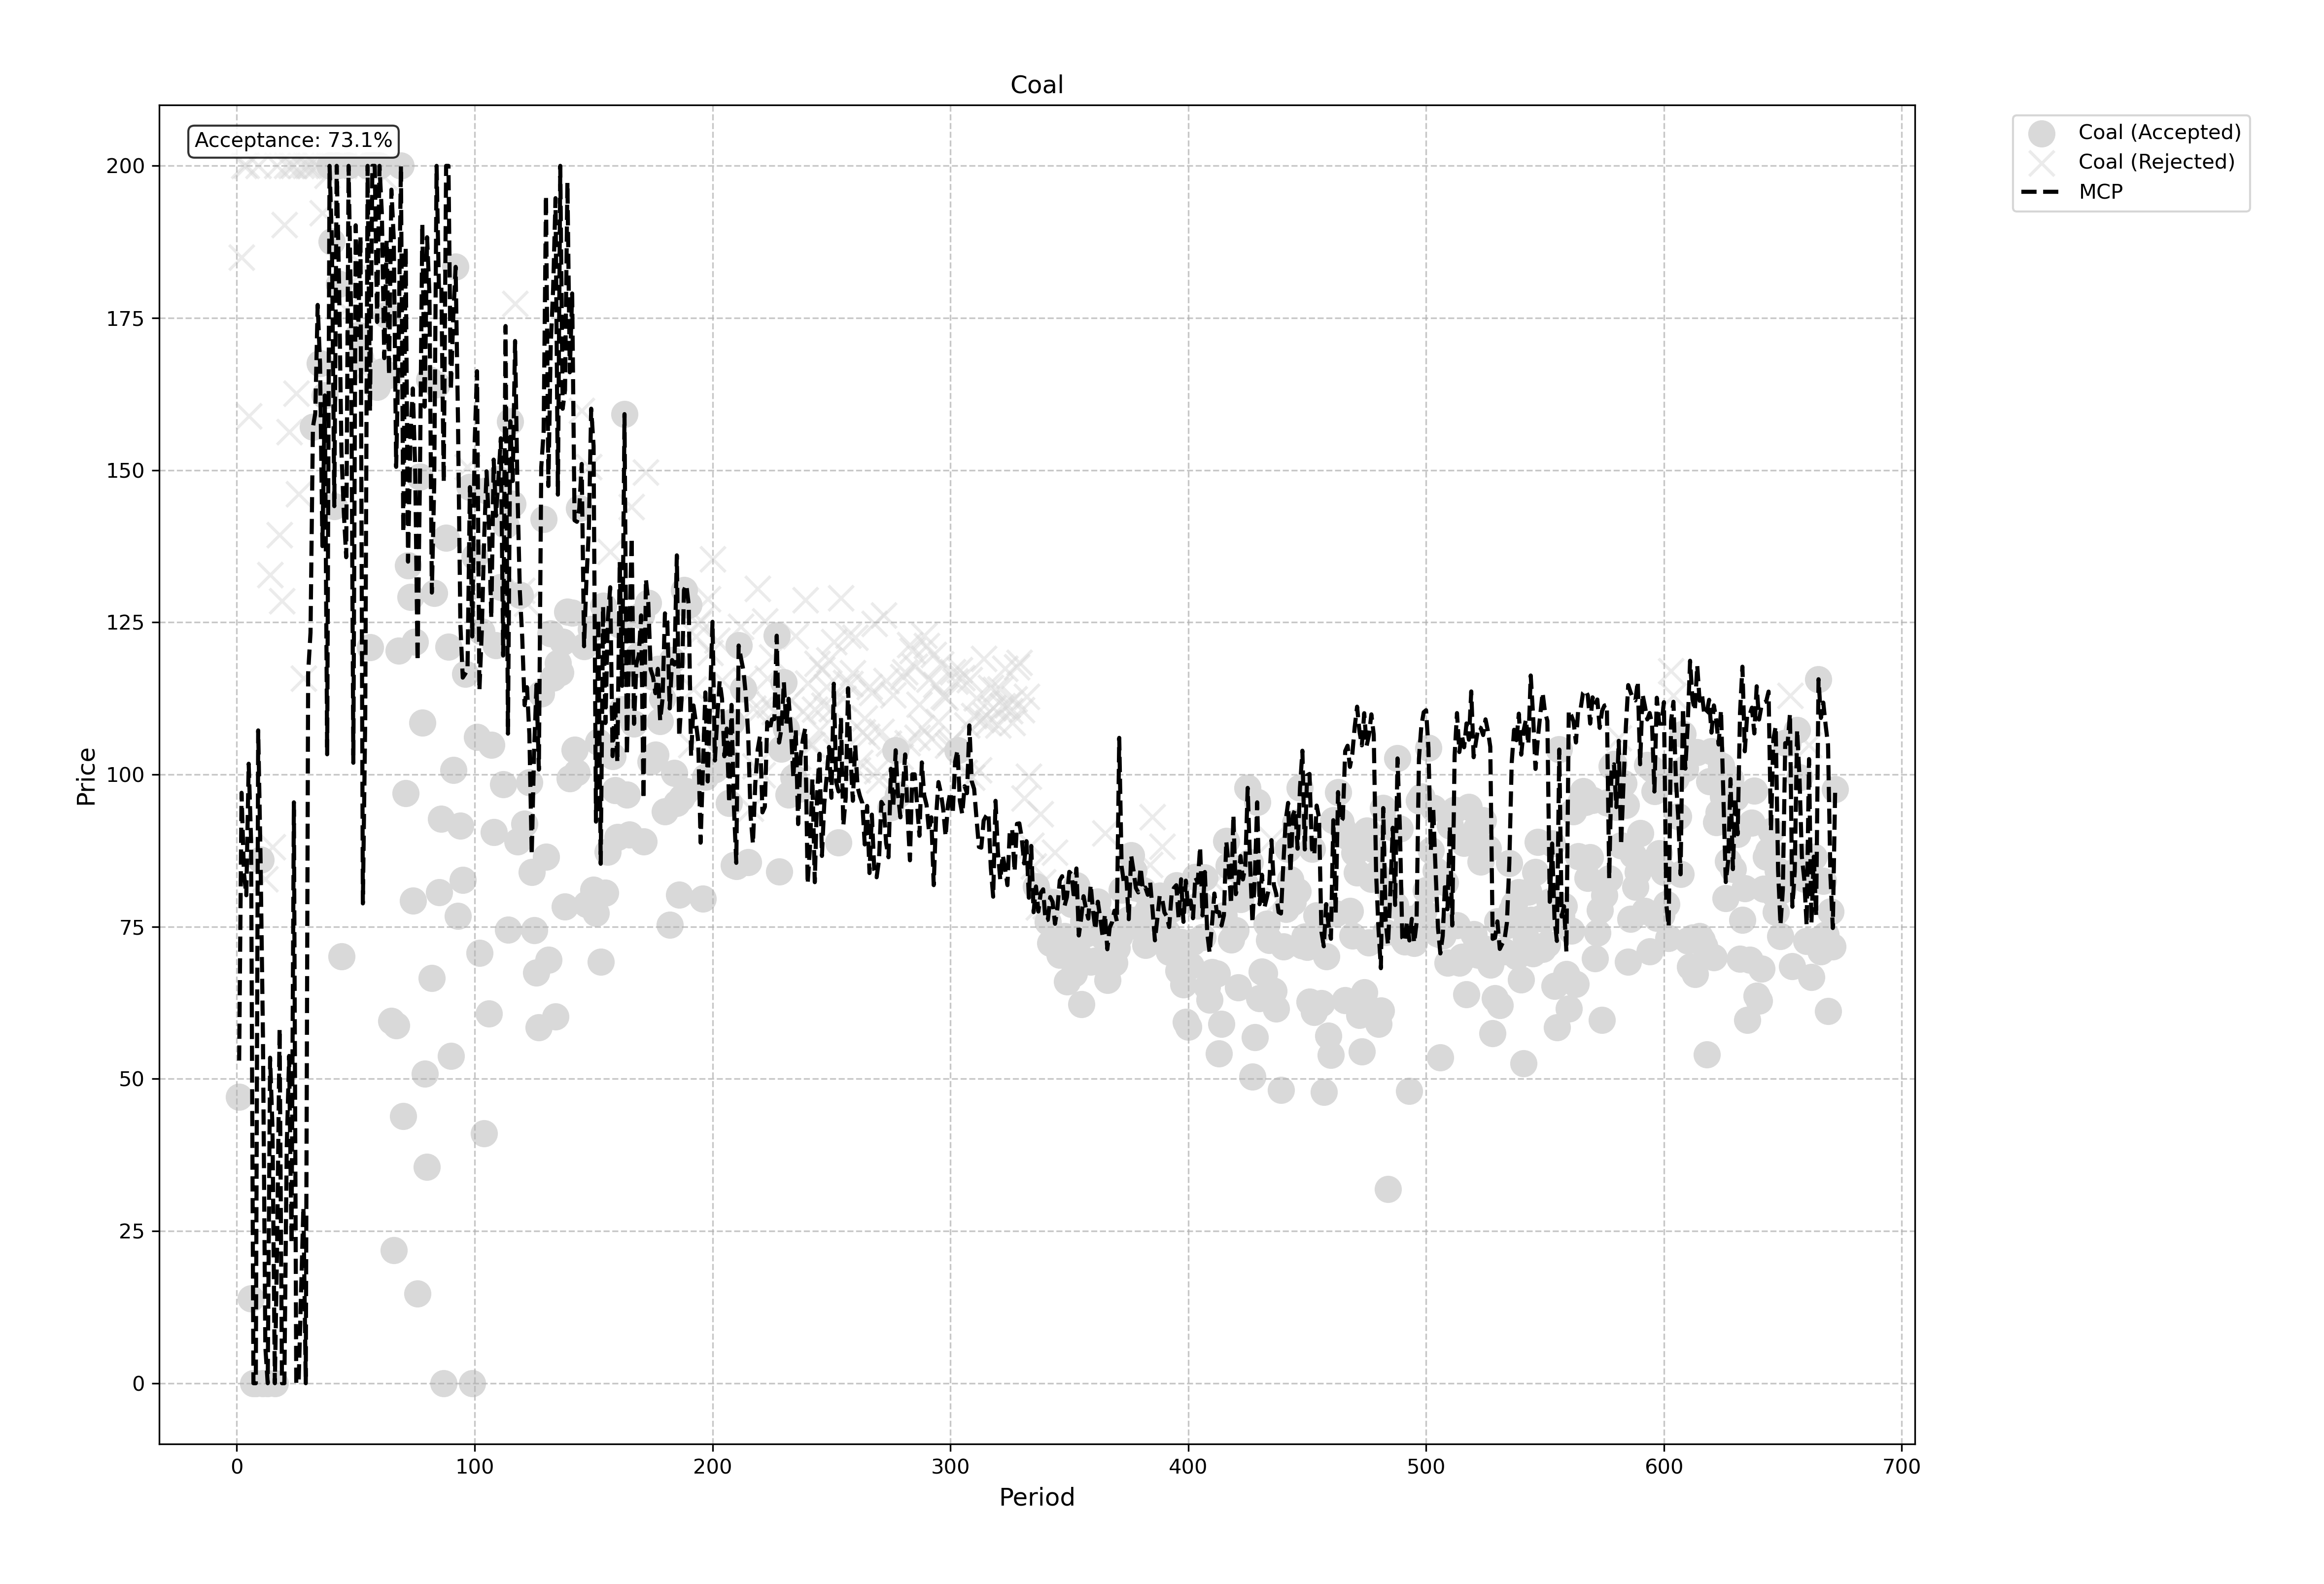 Coal
Acceptance: 73.1%
Coal (Accepted)
Coal (Rejected)
MCP
200
175
150
125
100
75
50
25
0
Price
0 100 200 300 400 500 600 700
Period